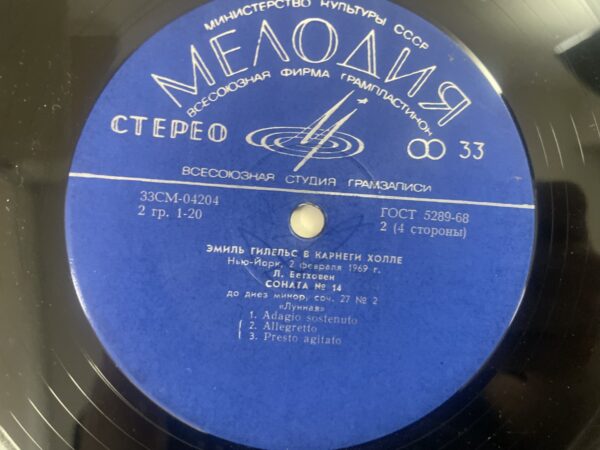 МИНИСТЕРСТВО КУЛЬТУРЫ СССР
МЕЛОДИЯ
ВСЕСОЮЗНАЯ ФИРМА ГРАМПЛАСТИНОК
СТЕРЕО 33
ВСЕСОЮЗНАЯ СТУДИЯ ГРАМЗАПИСИ
33СМ-04204 ГОСТ 5289-68
2 гр. 1-20 2 (4 стороны)
ЭМИЛЬ ГИЛЕЛЬС В КАРНЕГИ ХОЛЛЕ
Нью-Йорк, 2 февраля 1969 г.
Л. Бетховен
СОНАТА № 14
до диез минор, соч. 27 № 2
«Лунная»
1. Adagio sostenuto
2. Allegretto
3. Presto agitato